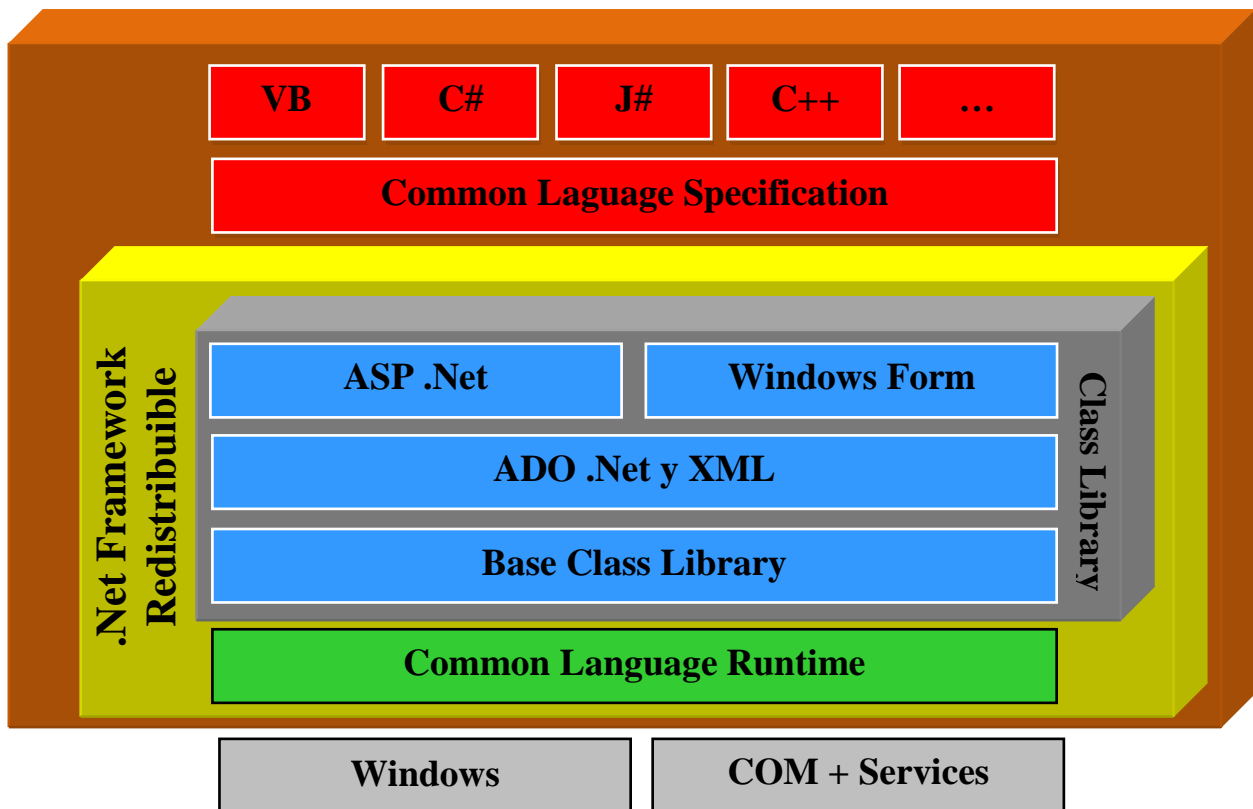 VB
C#
J#
C++
…
Common Laguage Specification
.Net Framework
Redistribuible
ASP .Net
Windows Form
Class Library
ADO .Net y XML
Base Class Library
Common Language Runtime
Windows
COM + Services